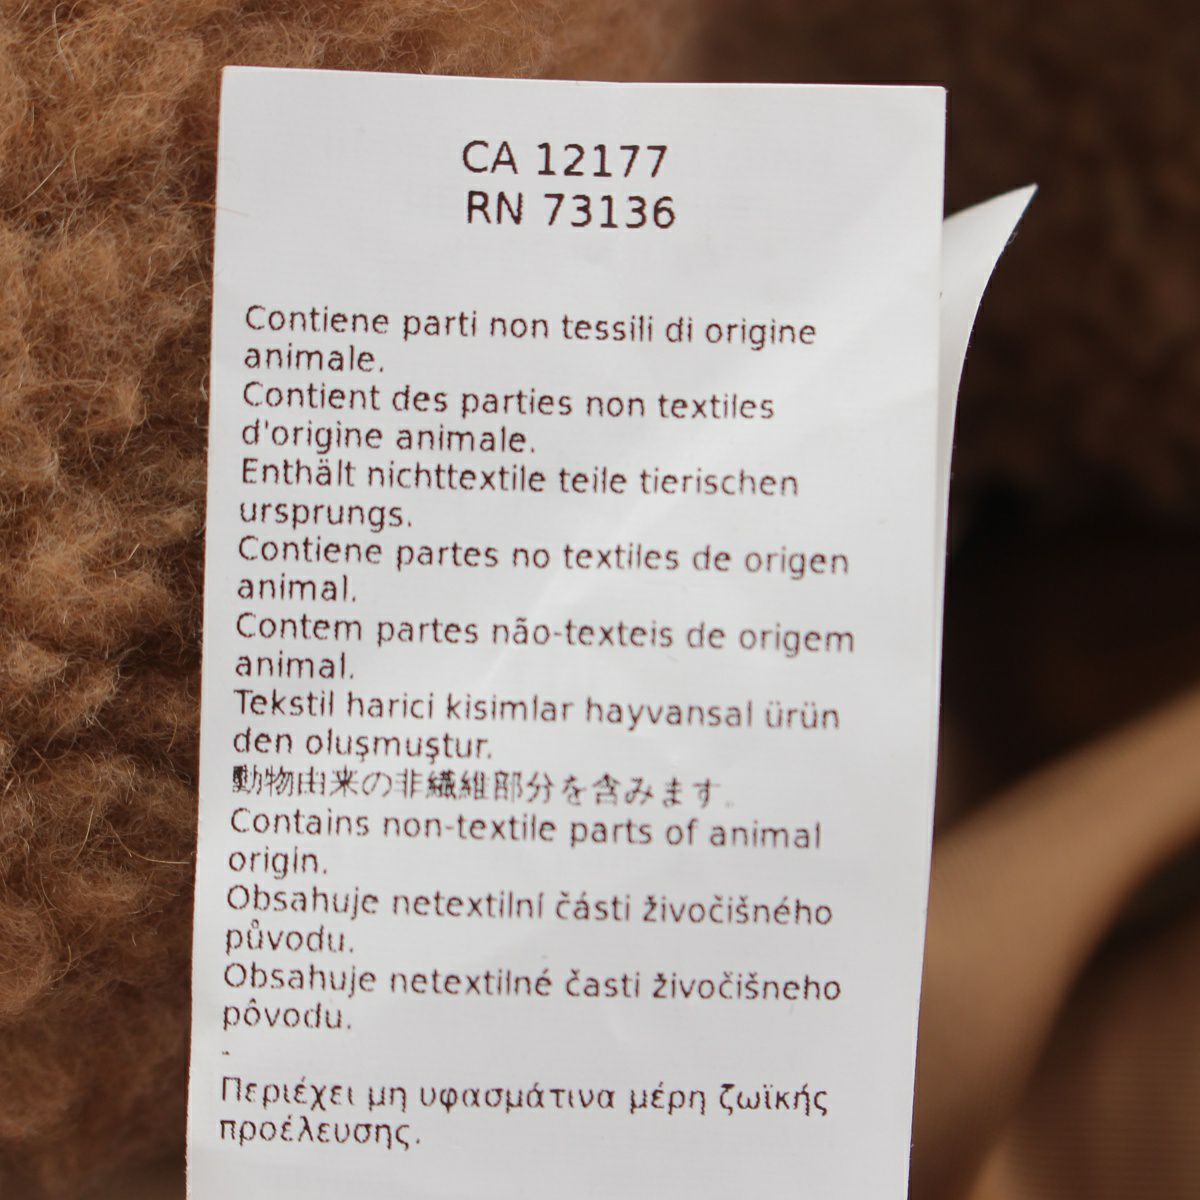 CA 12177
RN 73136
Contiene parti non tessili di origine
animale.
Contient des parties non textiles
d'origine animale.
Enthält nichttextile teile tierischen
ursprungs.
Contiene partes no textiles de origen
animal.
Contem partes não-texteis de origem
animal.
Tekstil harici kisimlar hayvansal ürün
den oluşmuştur.
動物由来の非繊維部分を含みます。
Contains non-textile parts of animal
origin.
Obsahuje netextilní části živočišného
původu.
Obsahuje netextilné časti živočišneho
pôvodu.
-
Περιέχει μη υφασμάτινα μέρη ζωϊκής
προέλευσης.